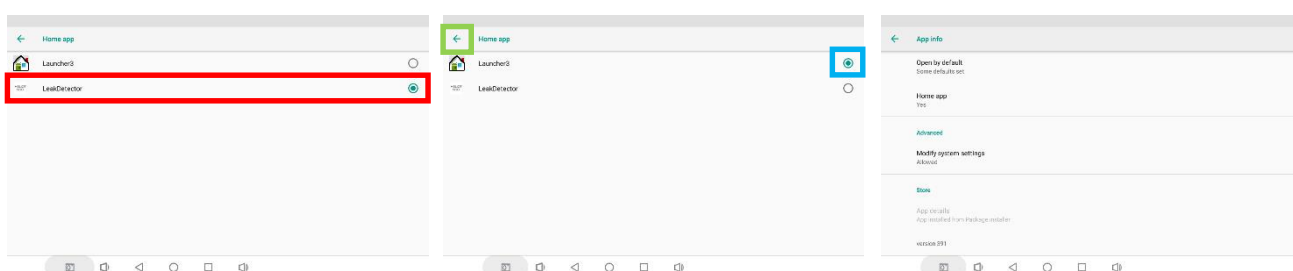 Home app
Launcher3
LeakDetector
Home app
Launcher3
LeakDetector
App info
Open by default
Some defaults set
Home app
Yes
Advanced
Modify system settings
Allowed
Store
App details
App installed from Package installer
version 391